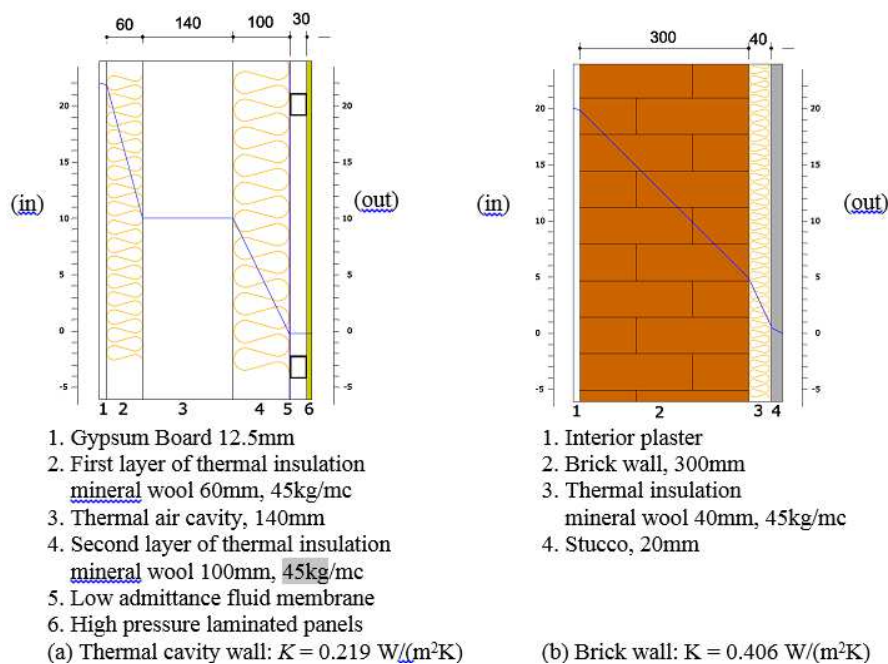 60 140 100 30
20 20
15 15
(in) 10 10 (out)
5 5
0 0
-5 -5
1 2 3 4 5 6
1. Gypsum Board 12.5mm
2. First layer of thermal insulation
mineral wool 60mm, 45kg/mc
3. Thermal air cavity, 140mm
4. Second layer of thermal insulation
mineral wool 100mm, 45kg/mc
5. Low admittance fluid membrane
6. High pressure laminated panels
(a) Thermal cavity wall: K = 0.219 W/(m²K)
300 40
20 20
15 15
(in) 10 10 (out)
5 5
0 0
-5 -5
1 2 3 4
1. Interior plaster
2. Brick wall, 300mm
3. Thermal insulation
mineral wool 40mm, 45kg/mc
4. Stucco, 20mm
(b) Brick wall: K = 0.406 W/(m²K)